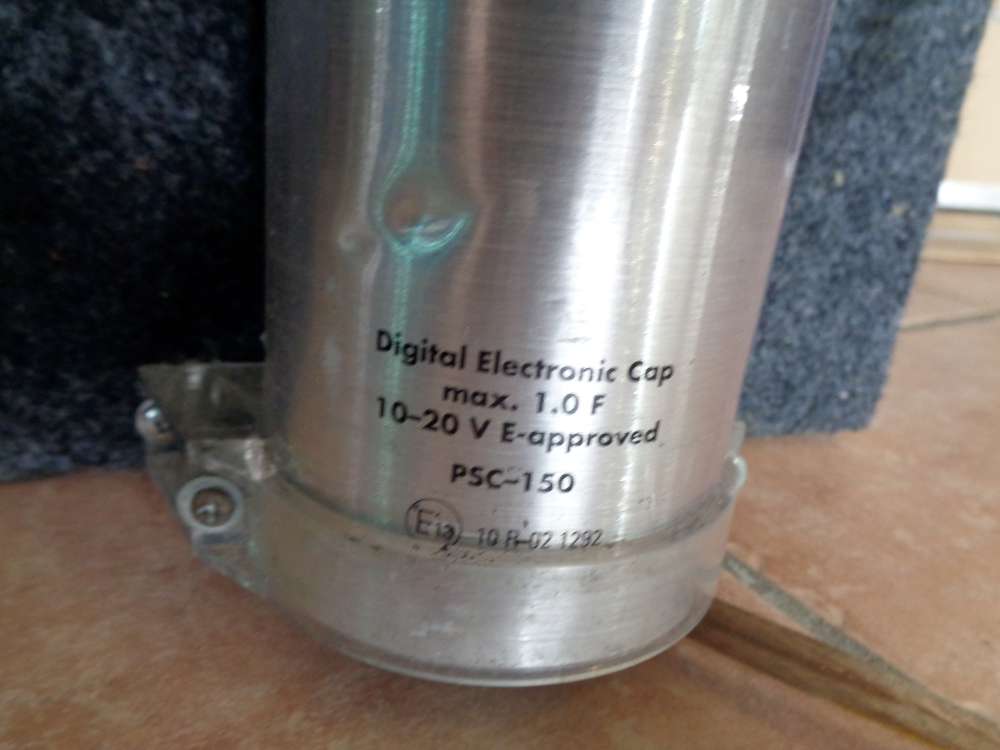 Digital Electronic Cap
max. 1.0 F
10-20 V E-approved
PSC-150
E13 10 R-02 1292